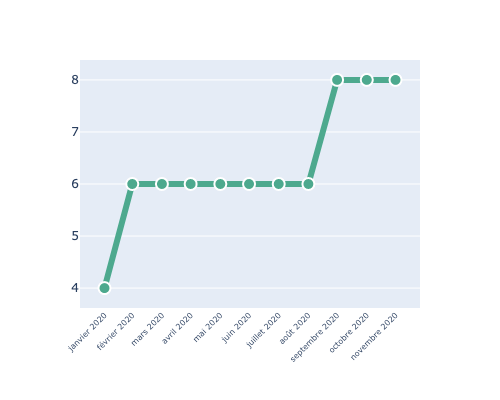 8
7
6
5
4
janvier 2020
février 2020
mars 2020
avril 2020
mai 2020
juin 2020
juillet 2020
août 2020
septembre 2020
octobre 2020
novembre 2020